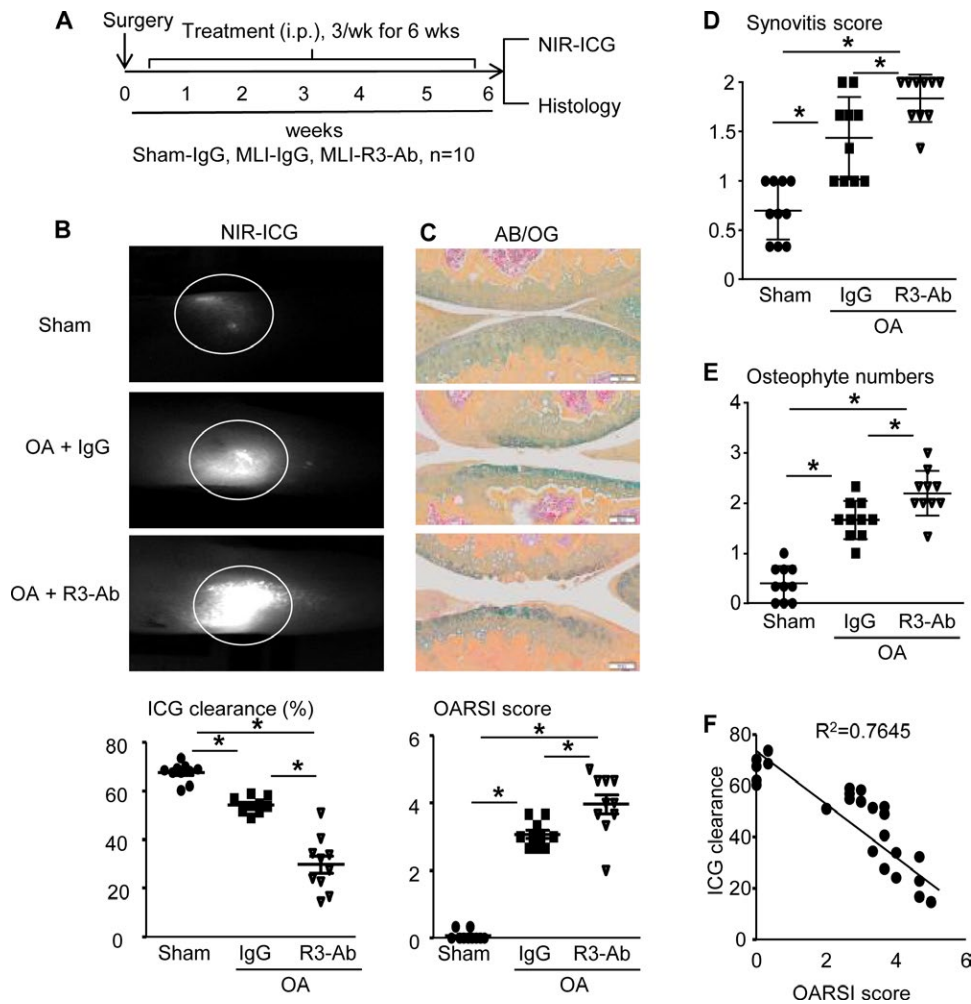 A
Surgery
Treatment (i.p.), 3/wk for 6 wks
NIR-ICG
Histology
0 1 2 3 4 5 6
weeks
Sham-IgG, MLI-IgG, MLI-R3-Ab, n=10
B
NIR-ICG
Sham
OA + IgG
OA + R3-Ab
ICG clearance (%)
* * *
80
60
40
20
0
Sham IgG R3-Ab
OA
C
AB/OG
OARSI score
* * *
6
4
2
0
Sham IgG R3-Ab
OA
D
Synovitis score
* * *
2
1.5
1
0.5
0
Sham IgG R3-Ab
OA
E
Osteophyte numbers
* * *
4
3
2
1
0
Sham IgG R3-Ab
OA
F
R²=0.7645
ICG clearance
80
60
40
20
0
0 2 4 6
OARSI score